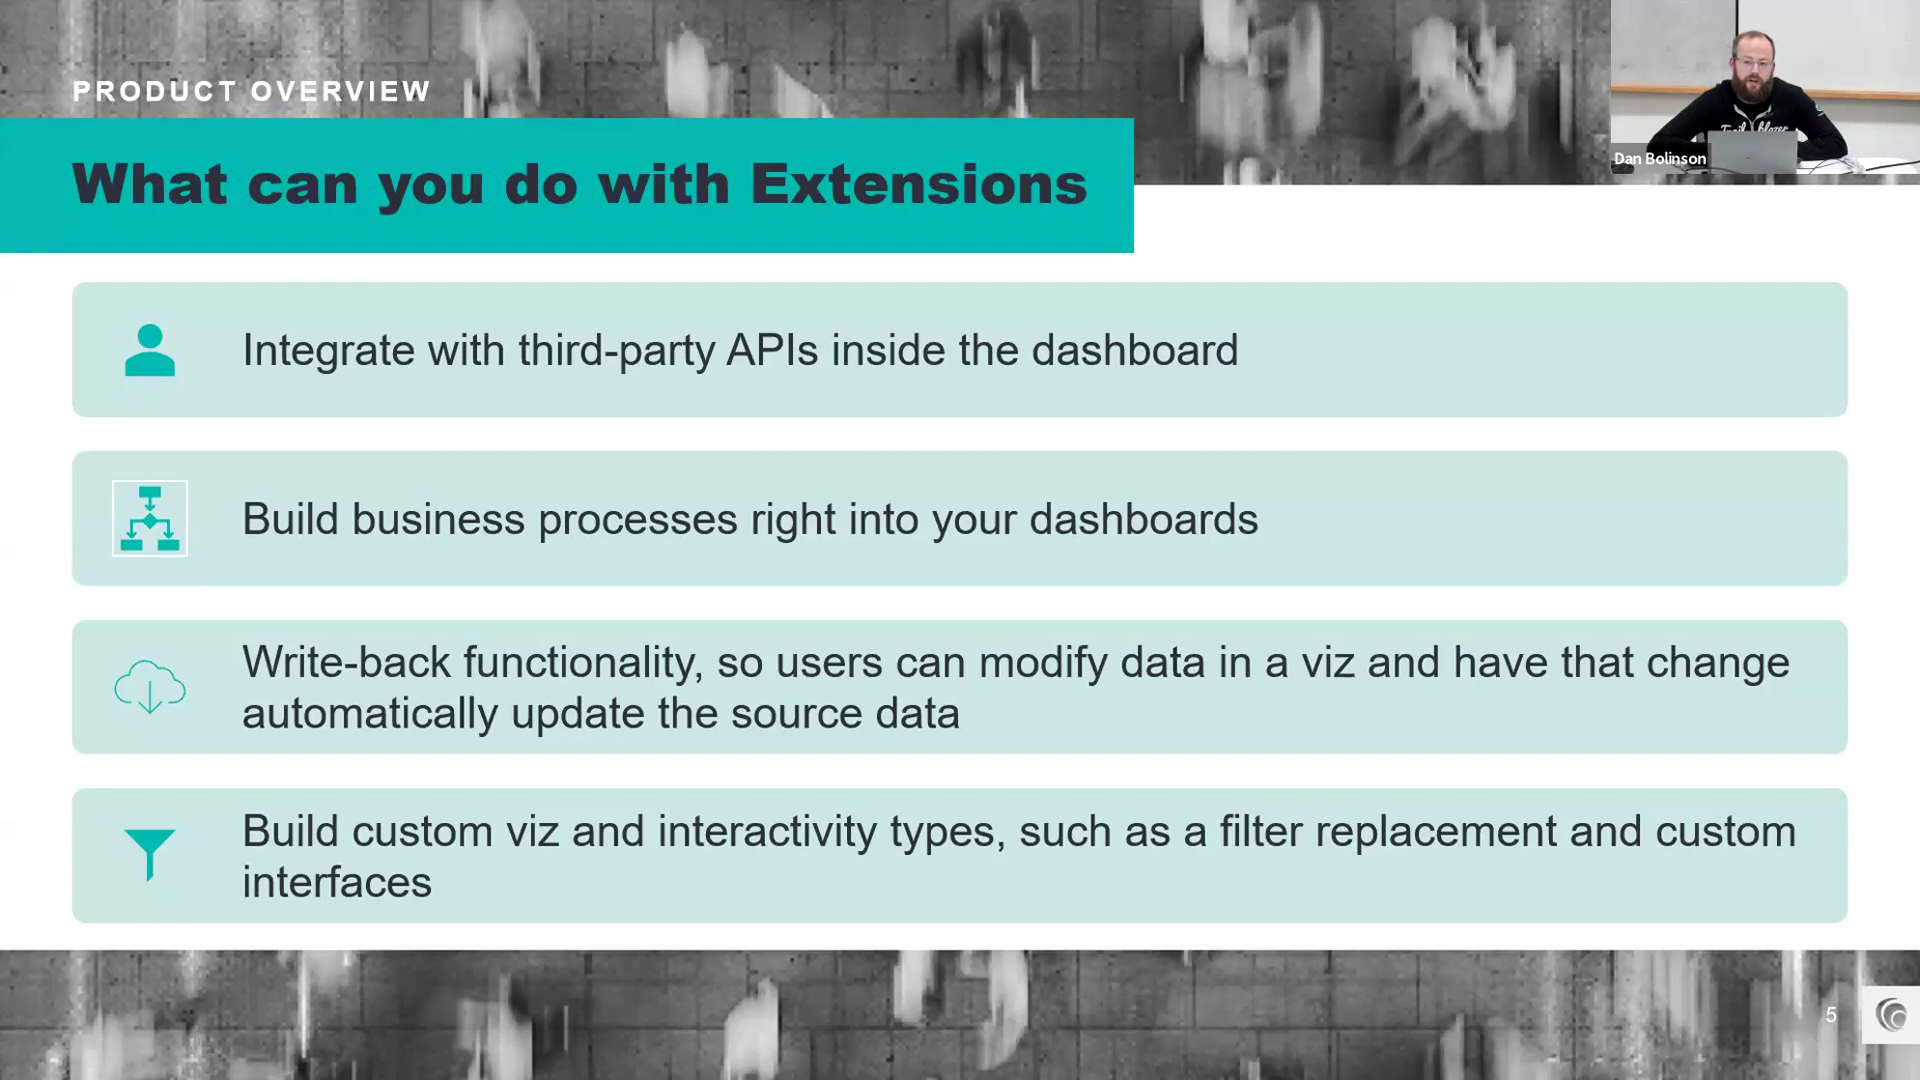 PRODUCT OVERVIEW
What can you do with Extensions
Trail blazer
Dan Bolinson
Integrate with third-party APIs inside the dashboard
Build business processes right into your dashboards
Write-back functionality, so users can modify data in a viz and have that change
automatically update the source data
Build custom viz and interactivity types, such as a filter replacement and custom
interfaces
5